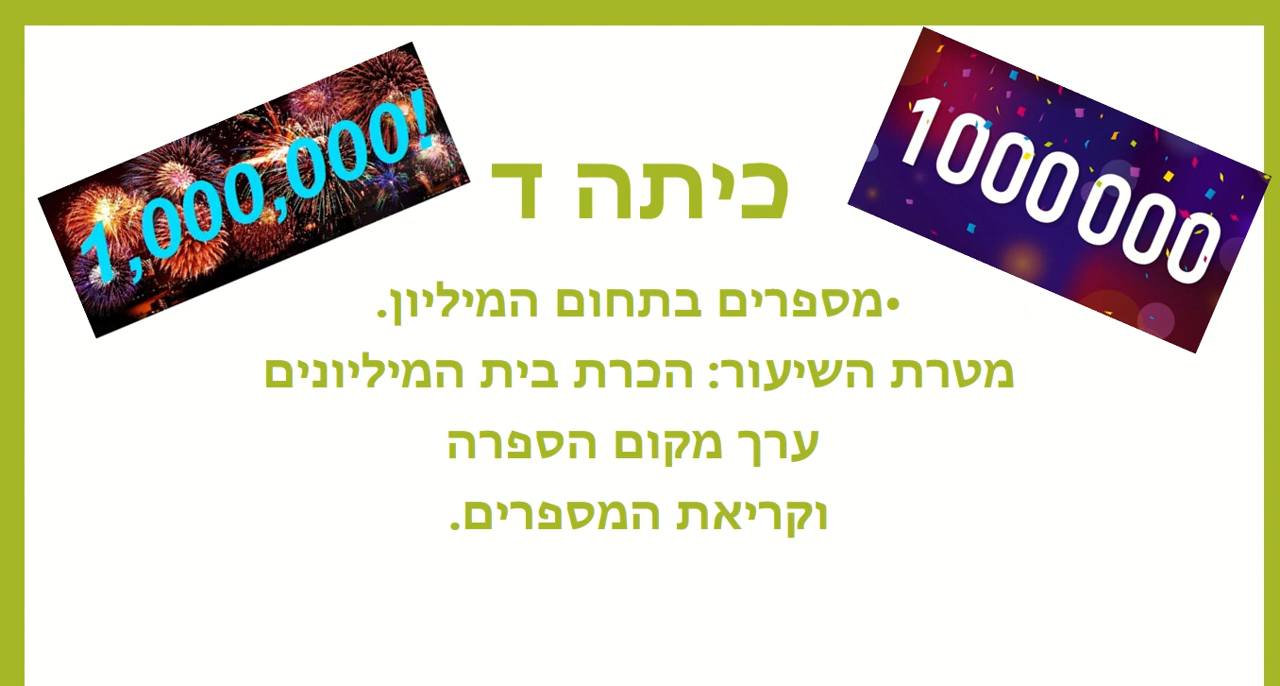 1,000,000!
1000000
כיתה ד
•מספרים בתחום המיליון.
מטרת השיעור: הכרת בית המיליונים
ערך מקום הספרה
וקריאת המספרים.